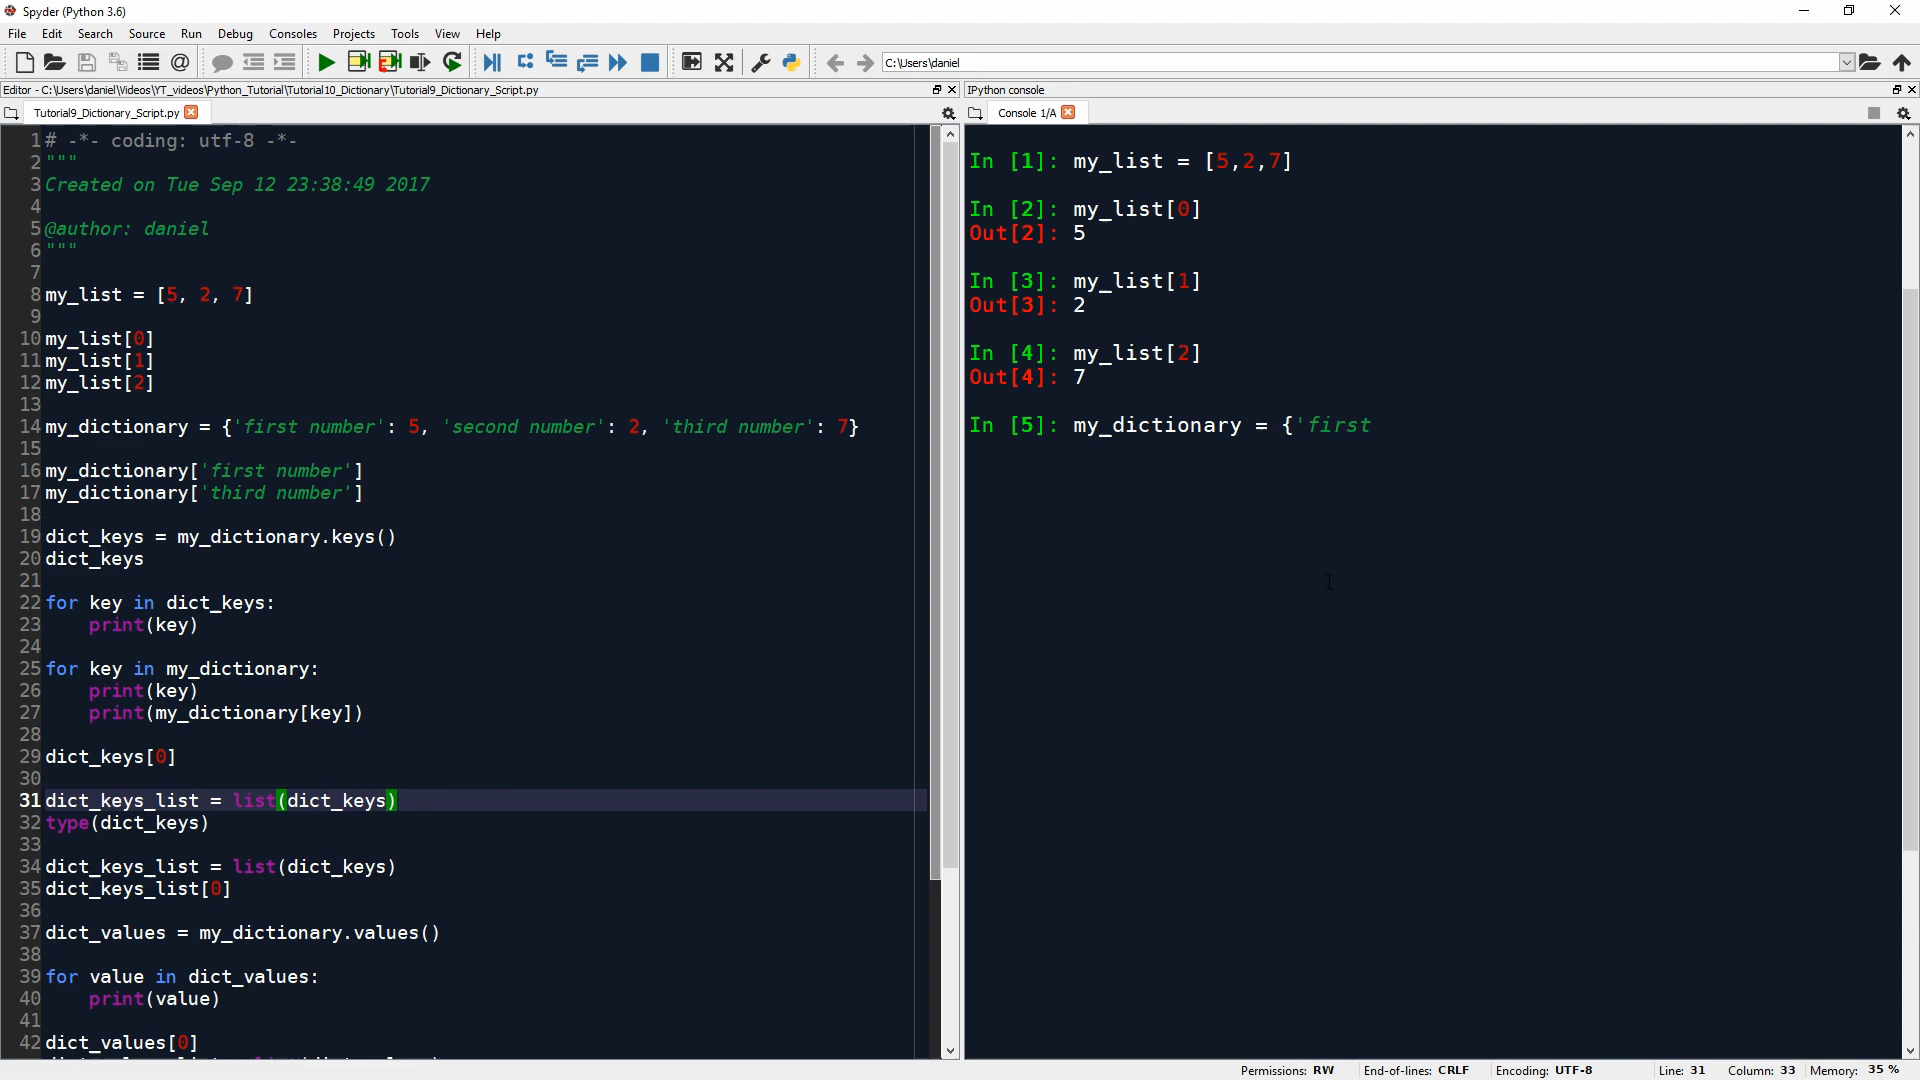 Spyder (Python 3.6)
File Edit Search Source Run Debug Consoles Projects Tools View Help
C:\Users\daniel
Editor - C:\Users\daniel\Videos\YT_videos\Python_Tutorial\Tutorial10_Dictionary\Tutorial9_Dictionary_Script.py
Tutorial9_Dictionary_Script.py
1 # -*- coding: utf-8 -*-
2 """
3 Created on Tue Sep 12 23:38:49 2017
4
5 @author: daniel
6 """
7
8 my_list = [5, 2, 7]
9
10 my_list[0]
11 my_list[1]
12 my_list[2]
13
14 my_dictionary = {'first number': 5, 'second number': 2, 'third number': 7}
15
16 my_dictionary['first number']
17 my_dictionary['third number']
18
19 dict_keys = my_dictionary.keys()
20 dict_keys
21
22 for key in dict_keys:
23     print(key)
24
25 for key in my_dictionary:
26     print(key)
27     print(my_dictionary[key])
28
29 dict_keys[0]
30
31 dict_keys_list = list(dict_keys)
32 type(dict_keys)
33
34 dict_keys_list = list(dict_keys)
35 dict_keys_list[0]
36
37 dict_values = my_dictionary.values()
38
39 for value in dict_values:
40     print(value)
41
42 dict_values[0]
IPython console
Console 1/A
In [1]: my_list = [5,2,7]
In [2]: my_list[0]
Out[2]: 5
In [3]: my_list[1]
Out[3]: 2
In [4]: my_list[2]
Out[4]: 7
In [5]: my_dictionary = {'first
Permissions: RW End-of-lines: CRLF Encoding: UTF-8 Line: 31 Column: 33 Memory: 35 %